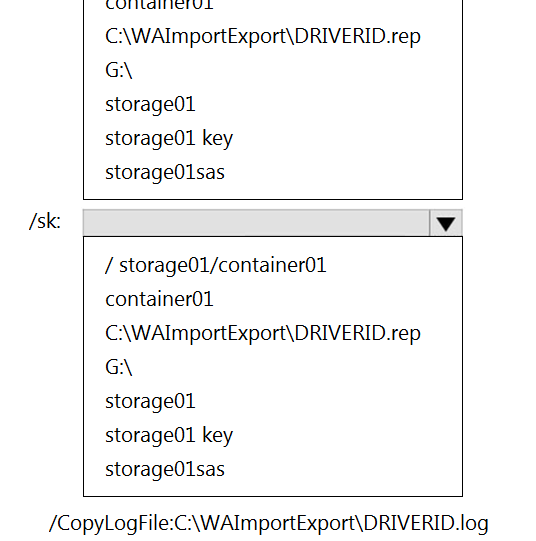 container01
C:\WAImportExport\DRIVERID.rep
G:\
storage01
storage01 key
storage01sas
/sk:
/ storage01/container01
container01
C:\WAImportExport\DRIVERID.rep
G:\
storage01
storage01 key
storage01sas
/CopyLogFile:C:\WAImportExport\DRIVERID.log